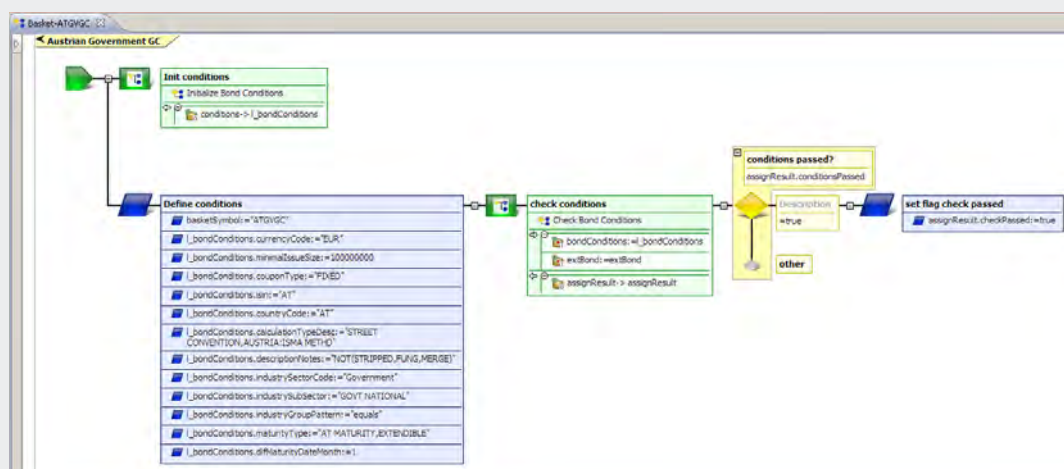 Basket-ATGVGC
Austrian Government GC
Init conditions
Initialize Bond Conditions
conditions-> l_bondConditions
Define conditions
basketSymbol:="ATGVGC"
l_bondConditions.currencyCode:="EUR"
l_bondConditions.minimalIssueSize:=100000000
l_bondConditions.couponType:="FIXED"
l_bondConditions.isin:="AT"
l_bondConditions.countryCode:="AT"
l_bondConditions.calculationTypeDesc:="STREET
CONVENTION,AUSTRIA:ISMA METHD"
l_bondConditions.descriptionNotes:="NOT(STRIPPED,FUNG,MERGE)"
l_bondConditions.industrySectorCode:="Government"
l_bondConditions.industrySubSector:="GOVT NATIONAL"
l_bondConditions.industryGroupPattern:="equals"
l_bondConditions.maturityType:="AT MATURITY,EXTENDIBLE"
l_bondConditions.difMaturityDateMonth:=1
check conditions
Check Bond Conditions
bondConditions:=l_bondConditions
extBond:=extBond
assignResult-> assignResult
conditions passed?
assignResult.conditionsPassed
Description
=true
other
set flag check passed
assignResult.checkPassed:=true